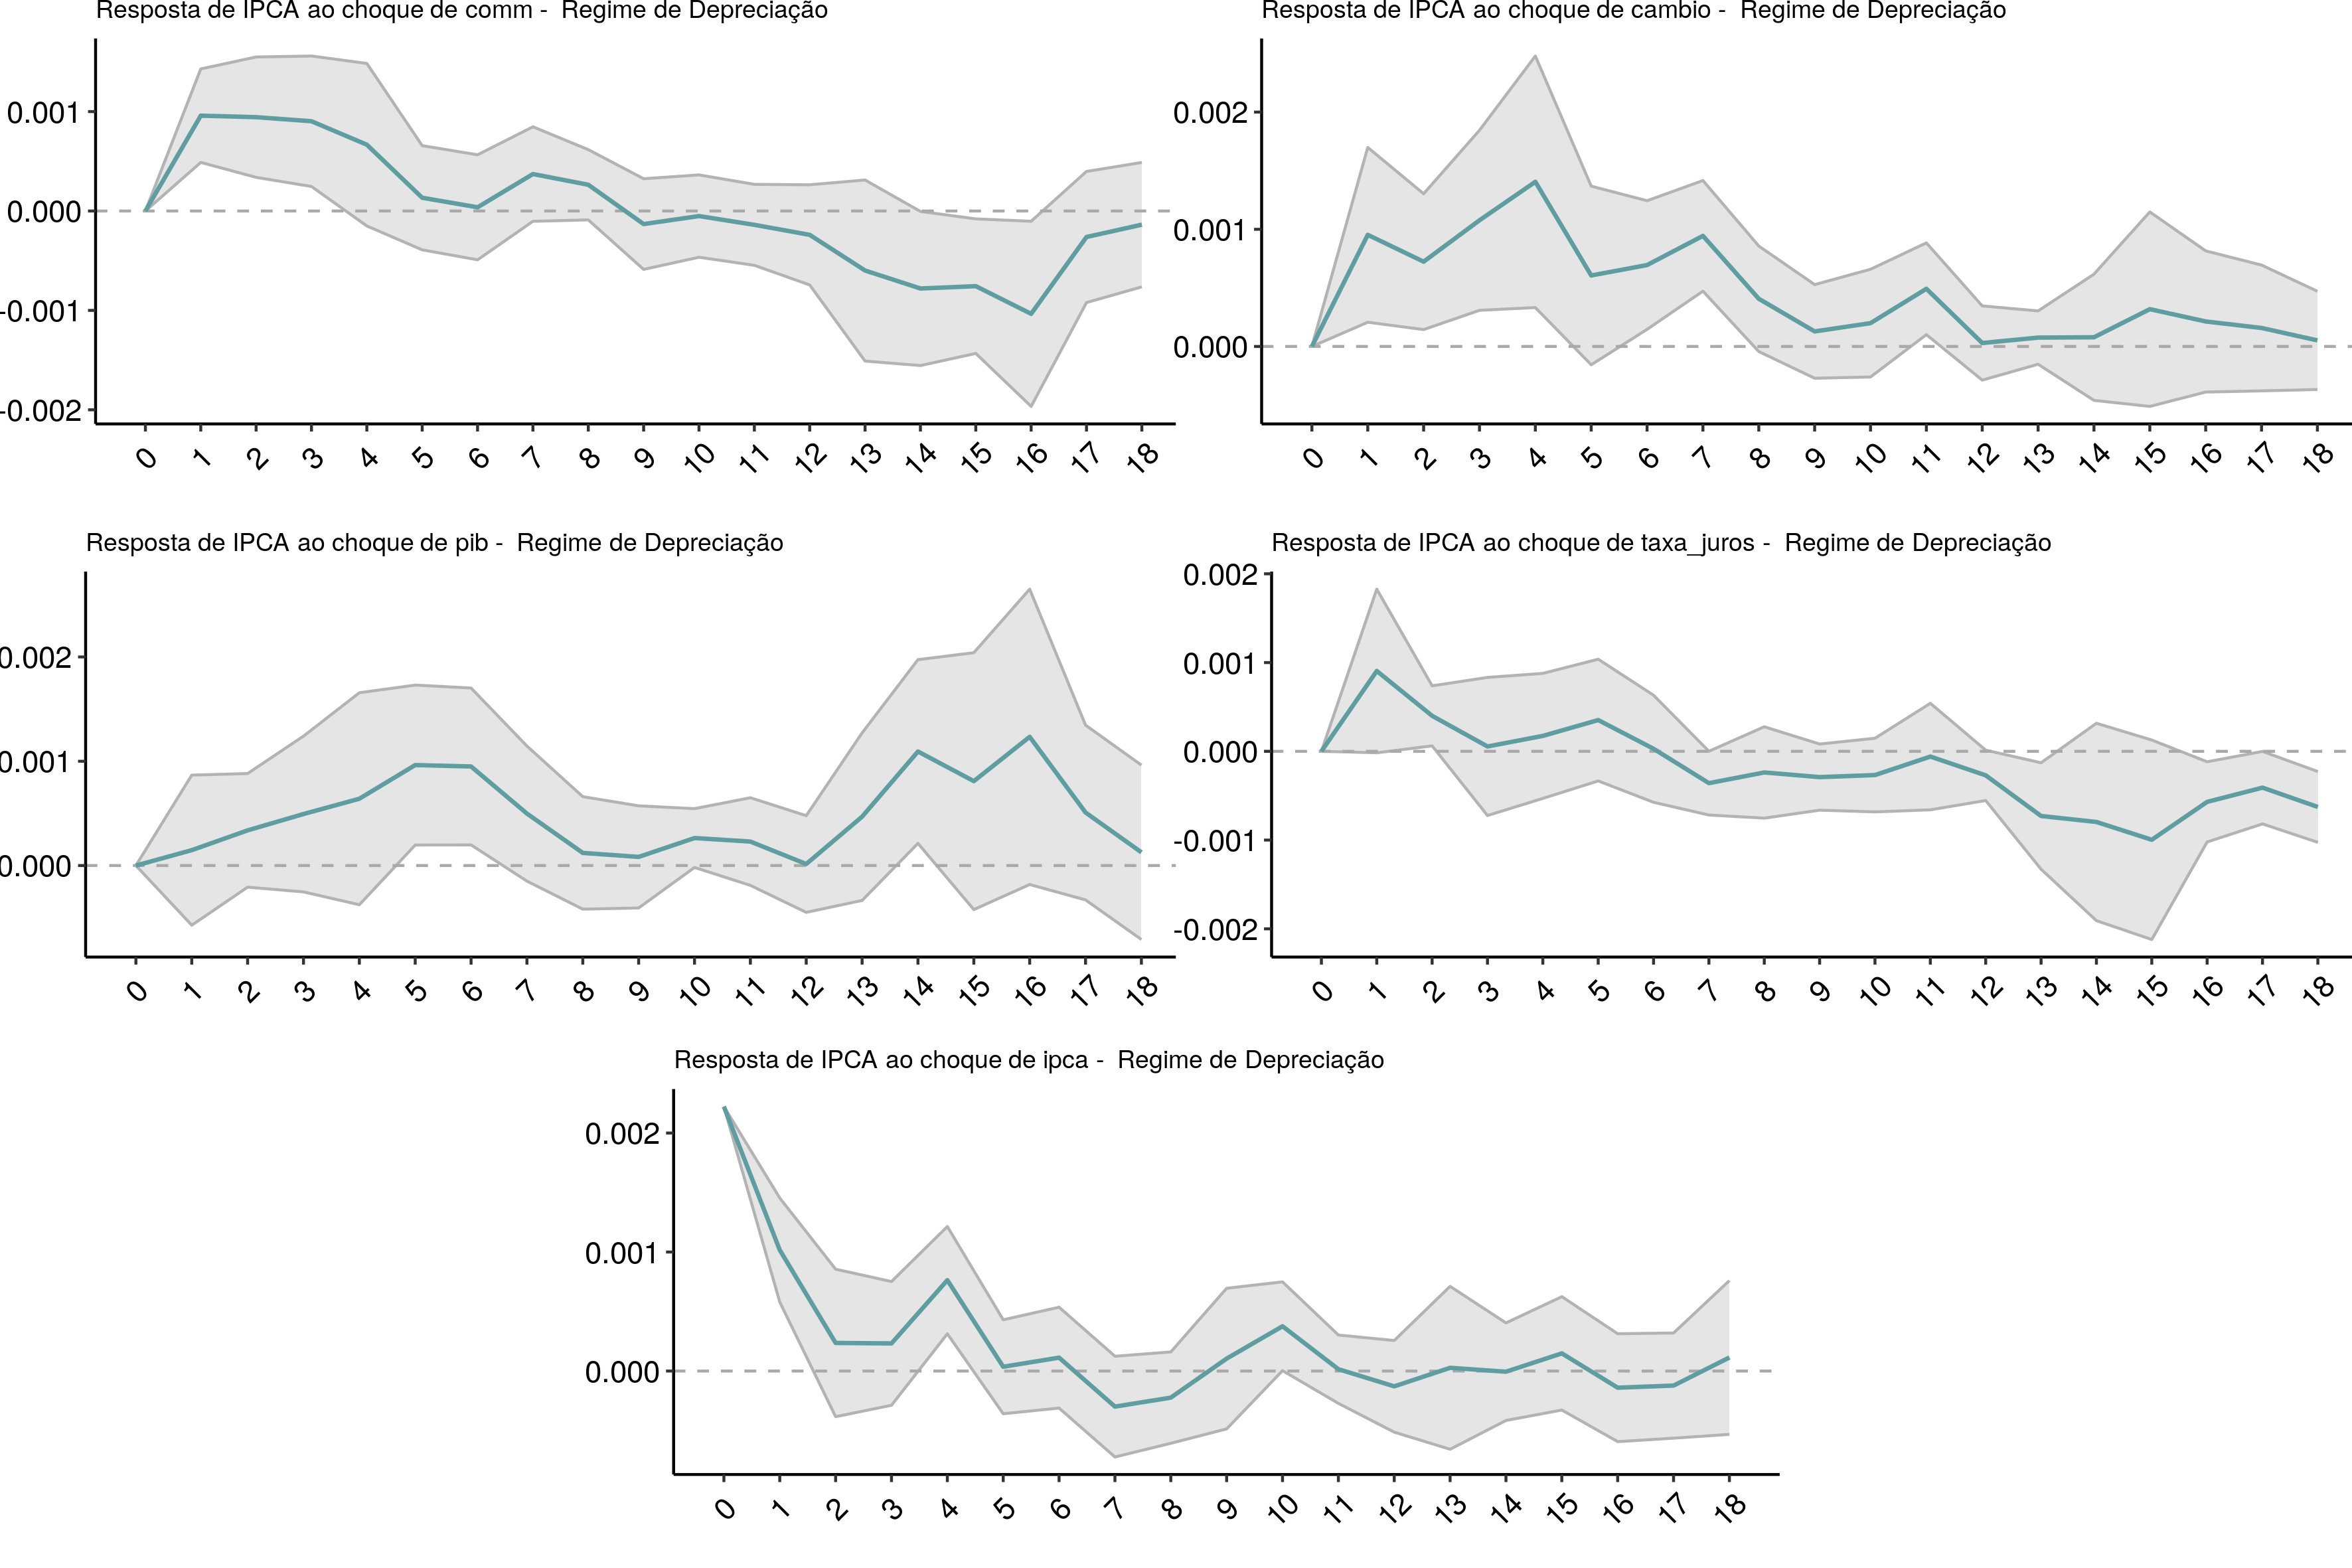 Resposta de IPCA ao choque de comm -  Regime de Depreciação
0.001
0.000
-0.001
-0.002
0 1 2 3 4 5 6 7 8 9 10 11 12 13 14 15 16 17 18
Resposta de IPCA ao choque de cambio -  Regime de Depreciação
0.002
0.001
0.000
0 1 2 3 4 5 6 7 8 9 10 11 12 13 14 15 16 17 18
Resposta de IPCA ao choque de pib -  Regime de Depreciação
0.002
0.001
0.000
0 1 2 3 4 5 6 7 8 9 10 11 12 13 14 15 16 17 18
Resposta de IPCA ao choque de taxa_juros -  Regime de Depreciação
0.002
0.001
0.000
-0.001
-0.002
0 1 2 3 4 5 6 7 8 9 10 11 12 13 14 15 16 17 18
Resposta de IPCA ao choque de ipca -  Regime de Depreciação
0.002
0.001
0.000
0 1 2 3 4 5 6 7 8 9 10 11 12 13 14 15 16 17 18